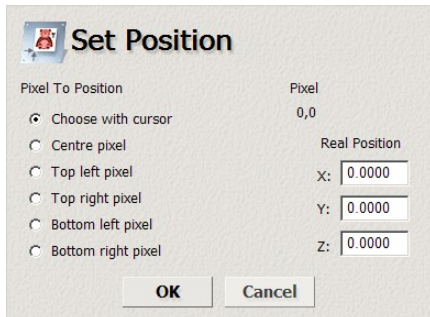 Set Position
Pixel To Position
Pixel
Choose with cursor
0,0
Centre pixel
Real Position
Top left pixel
X: 0.0000
Top right pixel
Y: 0.0000
Bottom left pixel
Z: 0.0000
Bottom right pixel
OK
Cancel